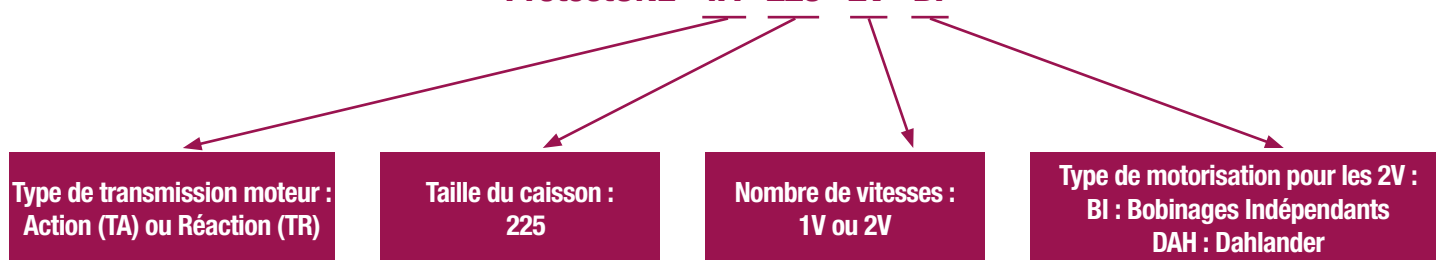 Type de transmission moteur :
Action (TA) ou Réaction (TR)
Taille du caisson :
225
Nombre de vitesses :
1V ou 2V
Type de motorisation pour les 2V :
BI : Bobinages Indépendants
DAH : Dahlander